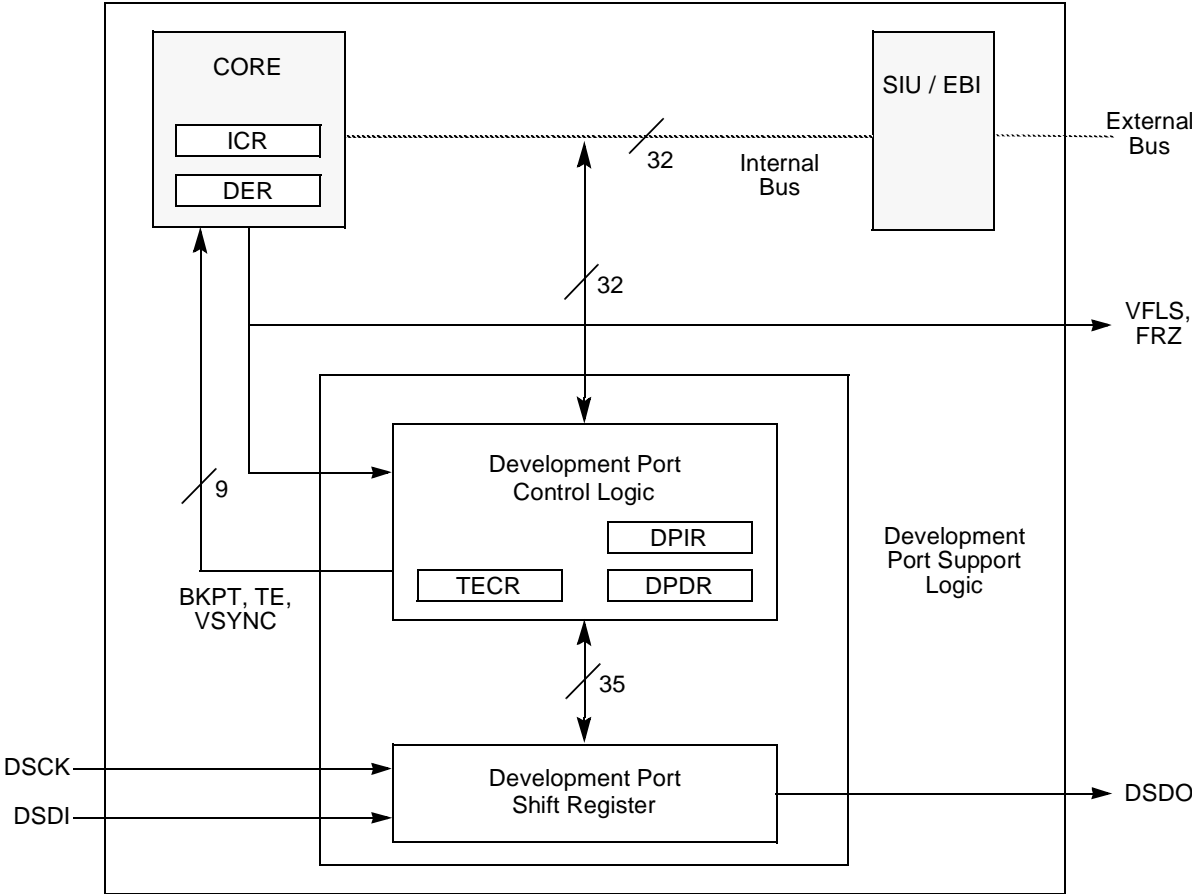 CORE
SIU / EBI
ICR
External
Bus
32
Internal
Bus
DER
32
VFLS,
FRZ
Development Port
Control Logic
9
DPIR
Development
Port Support
Logic
TECR
DPDR
BKPT, TE,
VSYNC
35
DSCK
Development Port
Shift Register
DSDO
DSDI